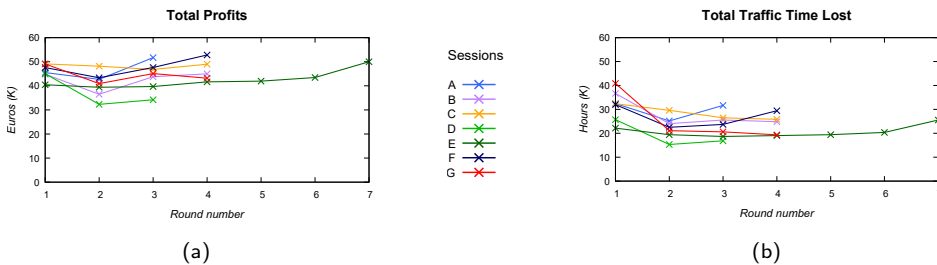 Total Profits
60
50
40
30
20
10
0
Euros (K)
1 2 3 4 5 6 7
Round number
(a)
Sessions
A
B
C
D
E
F
G
Total Traffic Time Lost
60
50
40
30
20
10
0
Hours (K)
1 2 3 4 5 6 7
Round number
(b)